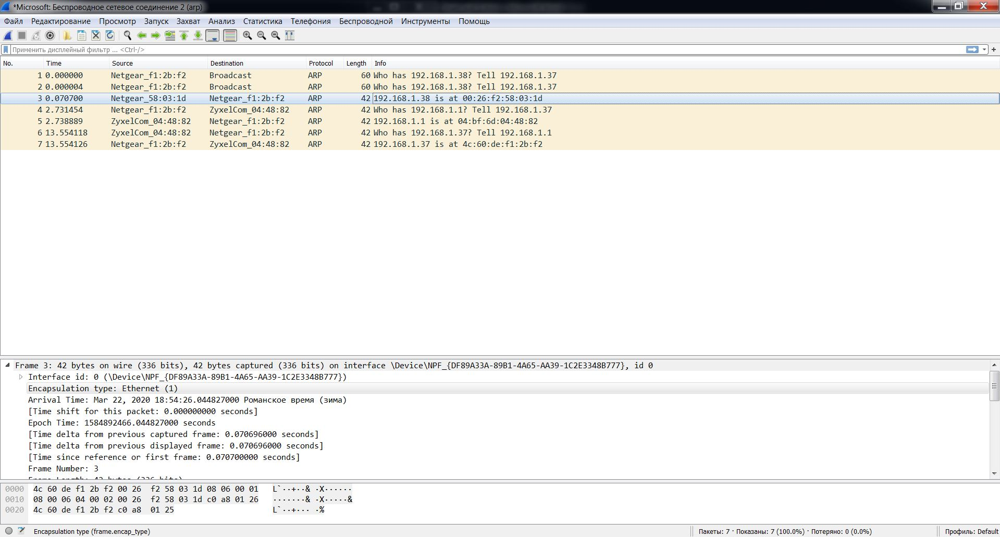 *Microsoft: Беспроводное сетевое соединение 2 (arp)
Файл Редактирование Просмотр Запуск Захват Анализ Статистика Телефония Беспроводной Инструменты Помощь
Применить дисплейный фильтр ... <Ctrl-/>
No. Time Source Destination Protocol Length Info
1 0.000000 Netgear_f1:2b:f2 Broadcast ARP 60 Who has 192.168.1.38? Tell 192.168.1.37
2 0.000004 Netgear_f1:2b:f2 Broadcast ARP 60 Who has 192.168.1.38? Tell 192.168.1.37
3 0.070700 Netgear_58:03:1d Netgear_f1:2b:f2 ARP 42 192.168.1.38 is at 00:26:f2:58:03:1d
4 2.731454 Netgear_f1:2b:f2 ZyxelCom_04:48:82 ARP 42 Who has 192.168.1.1? Tell 192.168.1.37
5 2.738889 ZyxelCom_04:48:82 Netgear_f1:2b:f2 ARP 42 192.168.1.1 is at 04:bf:6d:04:48:82
6 13.554118 ZyxelCom_04:48:82 Netgear_f1:2b:f2 ARP 42 Who has 192.168.1.37? Tell 192.168.1.1
7 13.554126 Netgear_f1:2b:f2 ZyxelCom_04:48:82 ARP 42 192.168.1.37 is at 4c:60:de:f1:2b:f2
Frame 3: 42 bytes on wire (336 bits), 42 bytes captured (336 bits) on interface \Device\NPF_{DF89A33A-89B1-4A65-AA39-1C2E3348B777}, id 0
Interface id: 0 (\Device\NPF_{DF89A33A-89B1-4A65-AA39-1C2E3348B777})
Encapsulation type: Ethernet (1)
Arrival Time: Mar 22, 2020 18:54:26.044827000 Романское время (зима)
[Time shift for this packet: 0.000000000 seconds]
Epoch Time: 1584892466.044827000 seconds
[Time delta from previous captured frame: 0.070696000 seconds]
[Time delta from previous displayed frame: 0.070696000 seconds]
[Time since reference or first frame: 0.070700000 seconds]
Frame Number: 3
Frame Length: 42 bytes (336 bits)
0000 4c 60 de f1 2b f2 00 26 f2 58 03 1d 08 06 00 01 L`··+··& ·X······
0010 08 00 06 04 00 02 00 26 f2 58 03 1d c0 a8 01 26 ·······& ·X·····&
0020 4c 60 de f1 2b f2 c0 a8 01 25 L`··+··· ·%
Encapsulation type (frame.encap_type) Пакеты: 7 · Показаны: 7 (100.0%) · Потеряно: 0 (0.0%) Профиль: Default